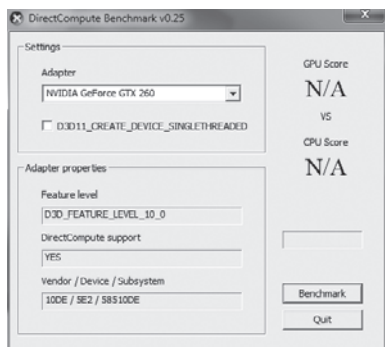 DirectCompute Benchmark v0.25
Settings
Adapter
NVIDIA GeForce GTX 260
D3D11_CREATE_DEVICE_SINGLETHREADED
GPU Score
N/A
VS
CPU Score
N/A
Adapter properties
Feature level
D3D_FEATURE_LEVEL_10_0
DirectCompute support
YES
Vendor / Device / Subsystem
10DE / 5E2 / 58510DE
Benchmark
Quit